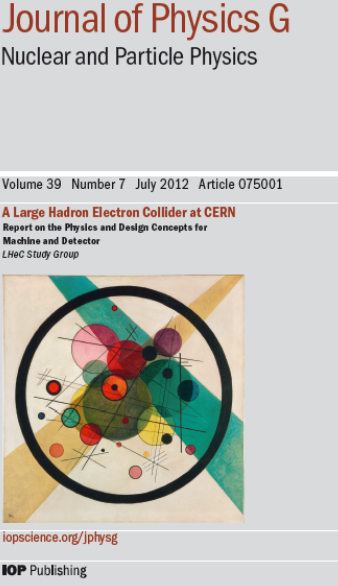 Journal of Physics G
Nuclear and Particle Physics
Volume 39 Number 7 July 2012 Article 075001
A Large Hadron Electron Collider at CERN
Report on the Physics and Design Concepts for
Machine and Detector
LHeC Study Group
iopscience.org/jphysg
IOP Publishing